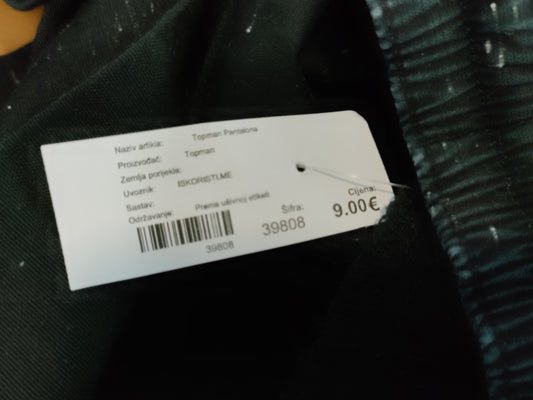 Naziv artikla: Topman Pantalona
Proizvođač: Topman
Zemlja porijekla:
Uvoznik: ISKORISTI.ME
Sastav:
Održavanje: Prema ušivnoj etiketi
39808
Šifra:
39808
Cijena:
9.00€